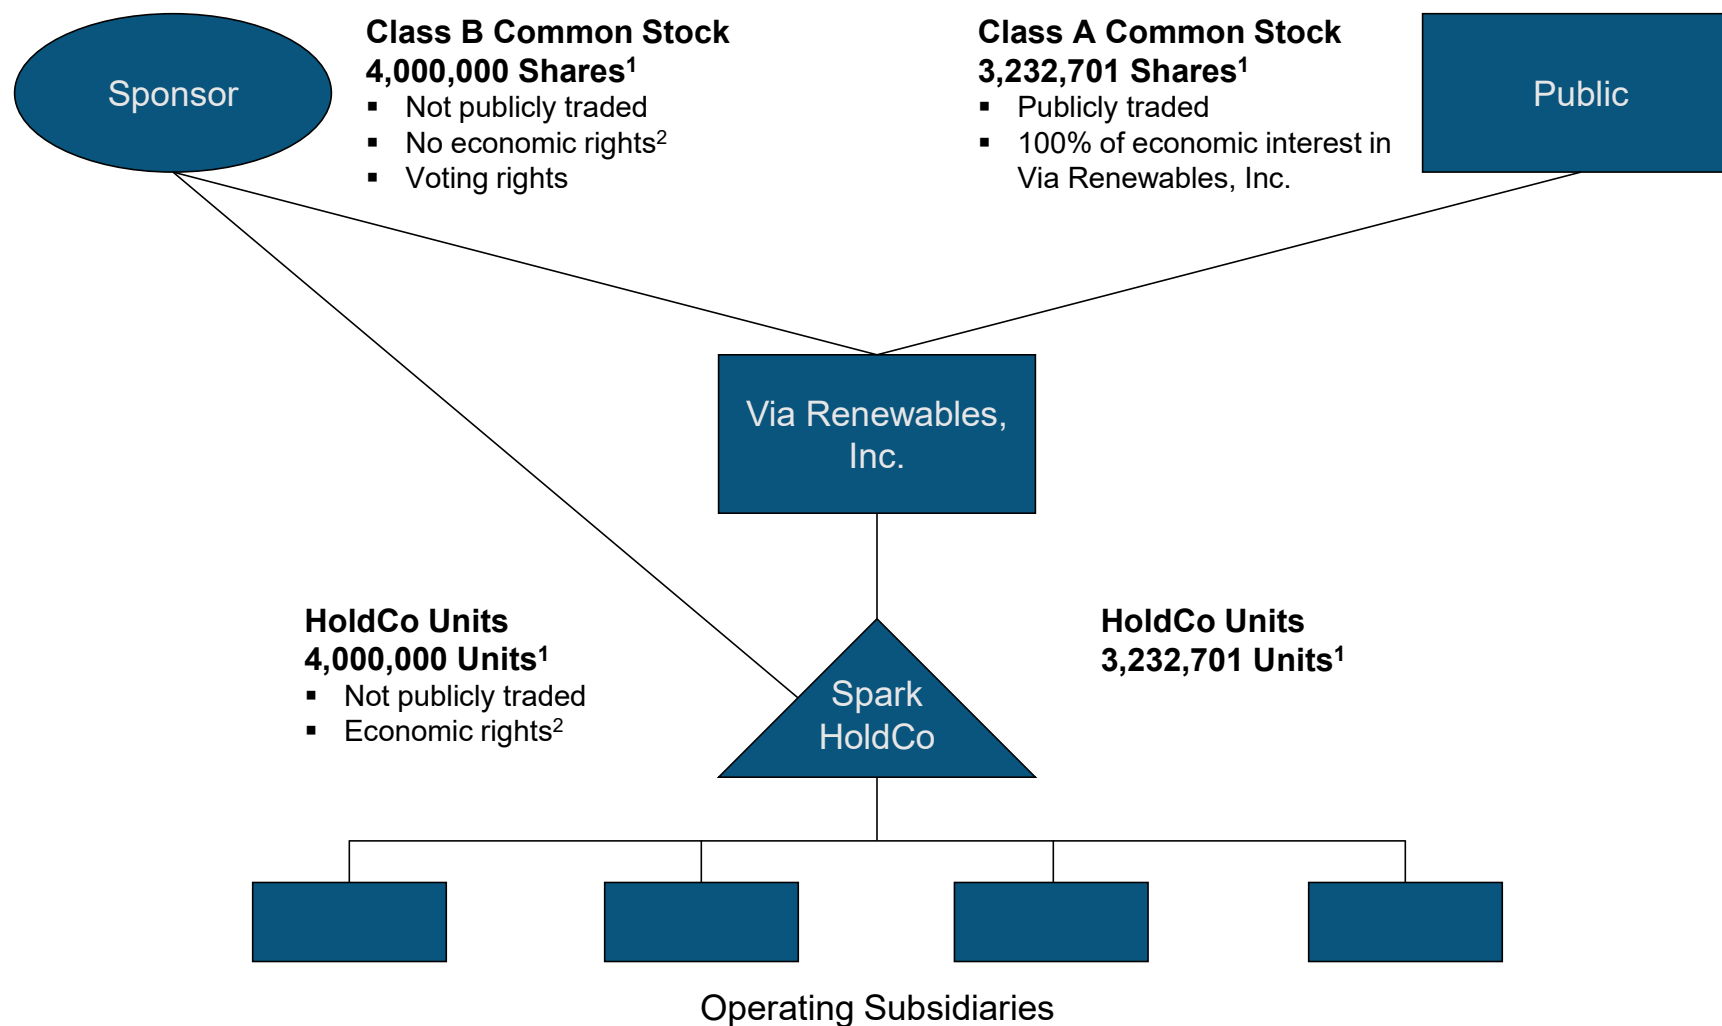 Sponsor
Class B Common Stock
4,000,000 Shares¹
▪ Not publicly traded
▪ No economic rights²
▪ Voting rights
Class A Common Stock
3,232,701 Shares¹
▪ Publicly traded
▪ 100% of economic interest in
Via Renewables, Inc.
Public
Via Renewables,
Inc.
HoldCo Units
4,000,000 Units¹
▪ Not publicly traded
▪ Economic rights²
Spark
HoldCo
HoldCo Units
3,232,701 Units¹
Operating Subsidiaries